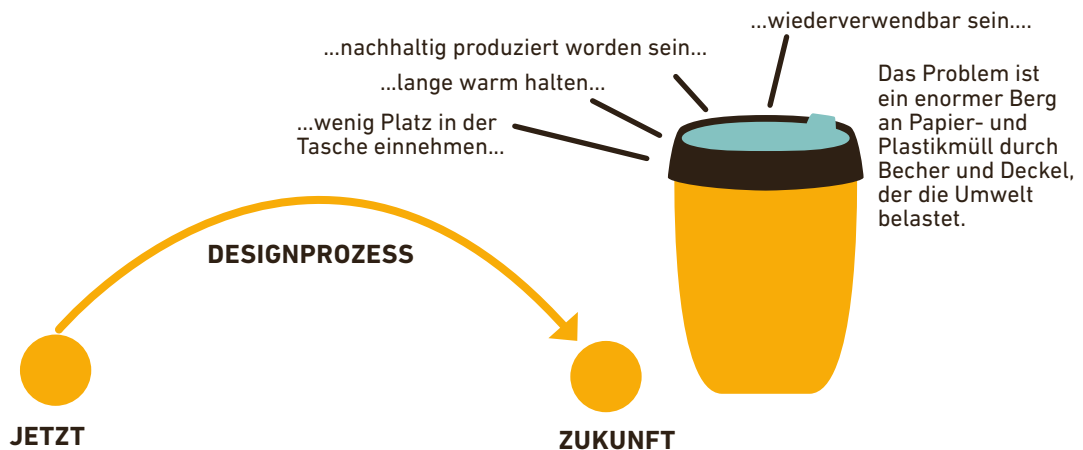 ...wiederverwendbar sein....
...nachhaltig produziert worden sein...
...lange warm halten...
...wenig Platz in der
Tasche einnehmen...
Das Problem ist
ein enormer Berg
an Papier- und
Plastikmüll durch
Becher und Deckel,
der die Umwelt
belastet.
DESIGNPROZESS
JETZT
ZUKUNFT